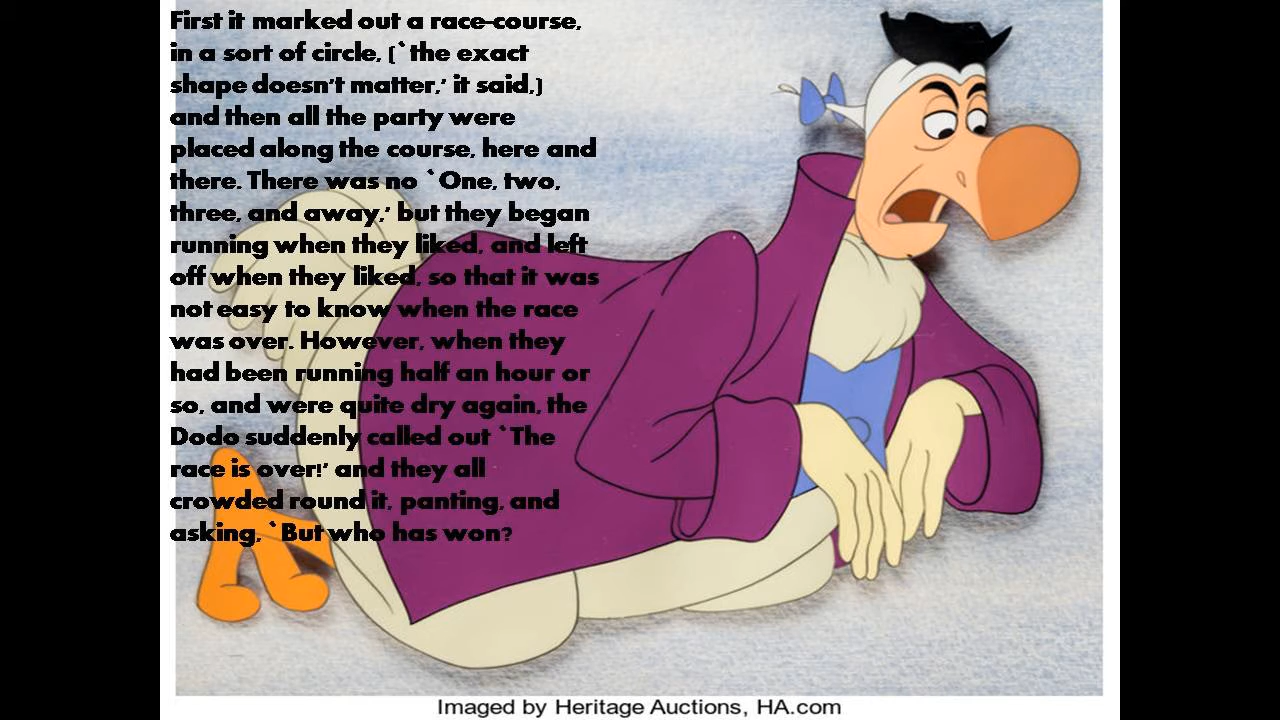 First it marked out a race-course,
in a sort of circle, (`the exact
shape doesn't matter,' it said,)
and then all the party were
placed along the course, here and
there. There was no `One, two,
three, and away,' but they began
running when they liked, and left
off when they liked, so that it was
not easy to know when the race
was over. However, when they
had been running half an hour or
so, and were quite dry again, the
Dodo suddenly called out `The
race is over!' and they all
crowded round it, panting, and
asking, `But who has won?
Imaged by Heritage Auctions, HA.com